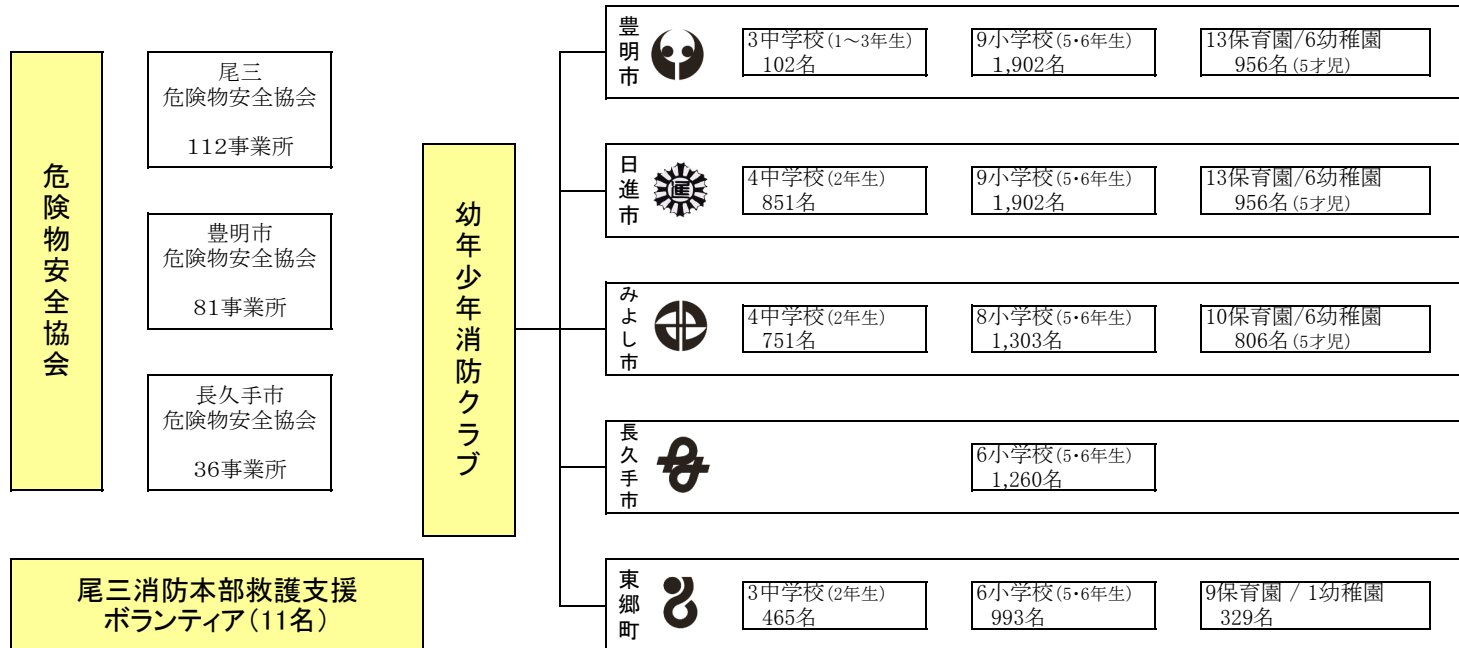 危険物安全協会
尾三
危険物安全協会
112事業所
豊明市
危険物安全協会
81事業所
長久手市
危険物安全協会
36事業所
尾三消防本部救護支援
ボランティア(11名)
幼年少年消防クラブ
豊明市
3中学校(1～3年生)
102名
9小学校(5・6年生)
1,902名
13保育園/6幼稚園
956名(5才児)
日進市
4中学校(2年生)
851名
9小学校(5・6年生)
1,902名
13保育園/6幼稚園
956名(5才児)
みよし市
4中学校(2年生)
751名
8小学校(5・6年生)
1,303名
10保育園/6幼稚園
806名(5才児)
長久手市
6小学校(5・6年生)
1,260名
東郷町
3中学校(2年生)
465名
6小学校(5・6年生)
993名
9保育園 / 1幼稚園
329名